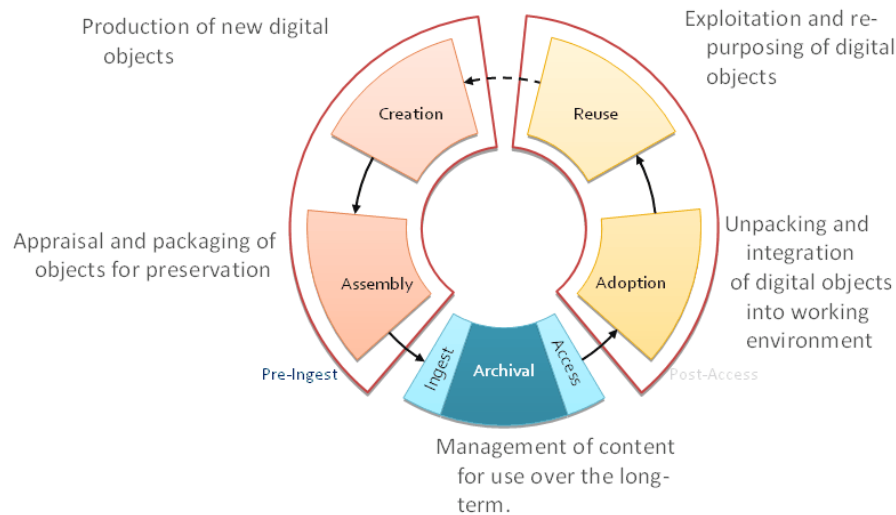 Production of new digital
objects
Exploitation and re-
purposing of digital
objects
Creation
Reuse
Appraisal and packaging of
objects for preservation
Assembly
Adoption
Unpacking and
integration
of digital objects
into working
environment
Pre-Ingest
Ingest
Archival
Access
Post-Access
Management of content
for use over the long-
term.